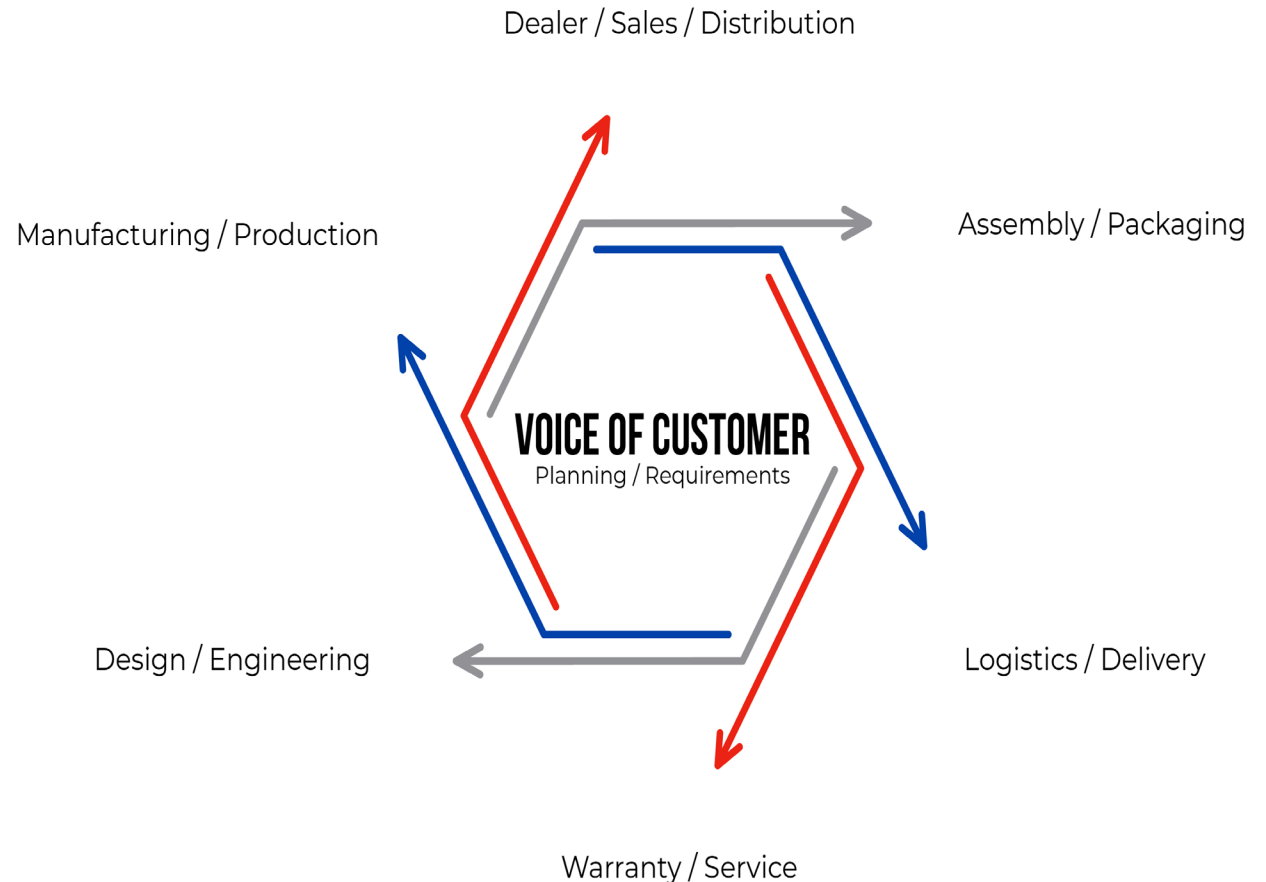 Dealer / Sales / Distribution
Manufacturing / Production
Assembly / Packaging
VOICE OF CUSTOMER
Planning / Requirements
Design / Engineering
Logistics / Delivery
Warranty / Service